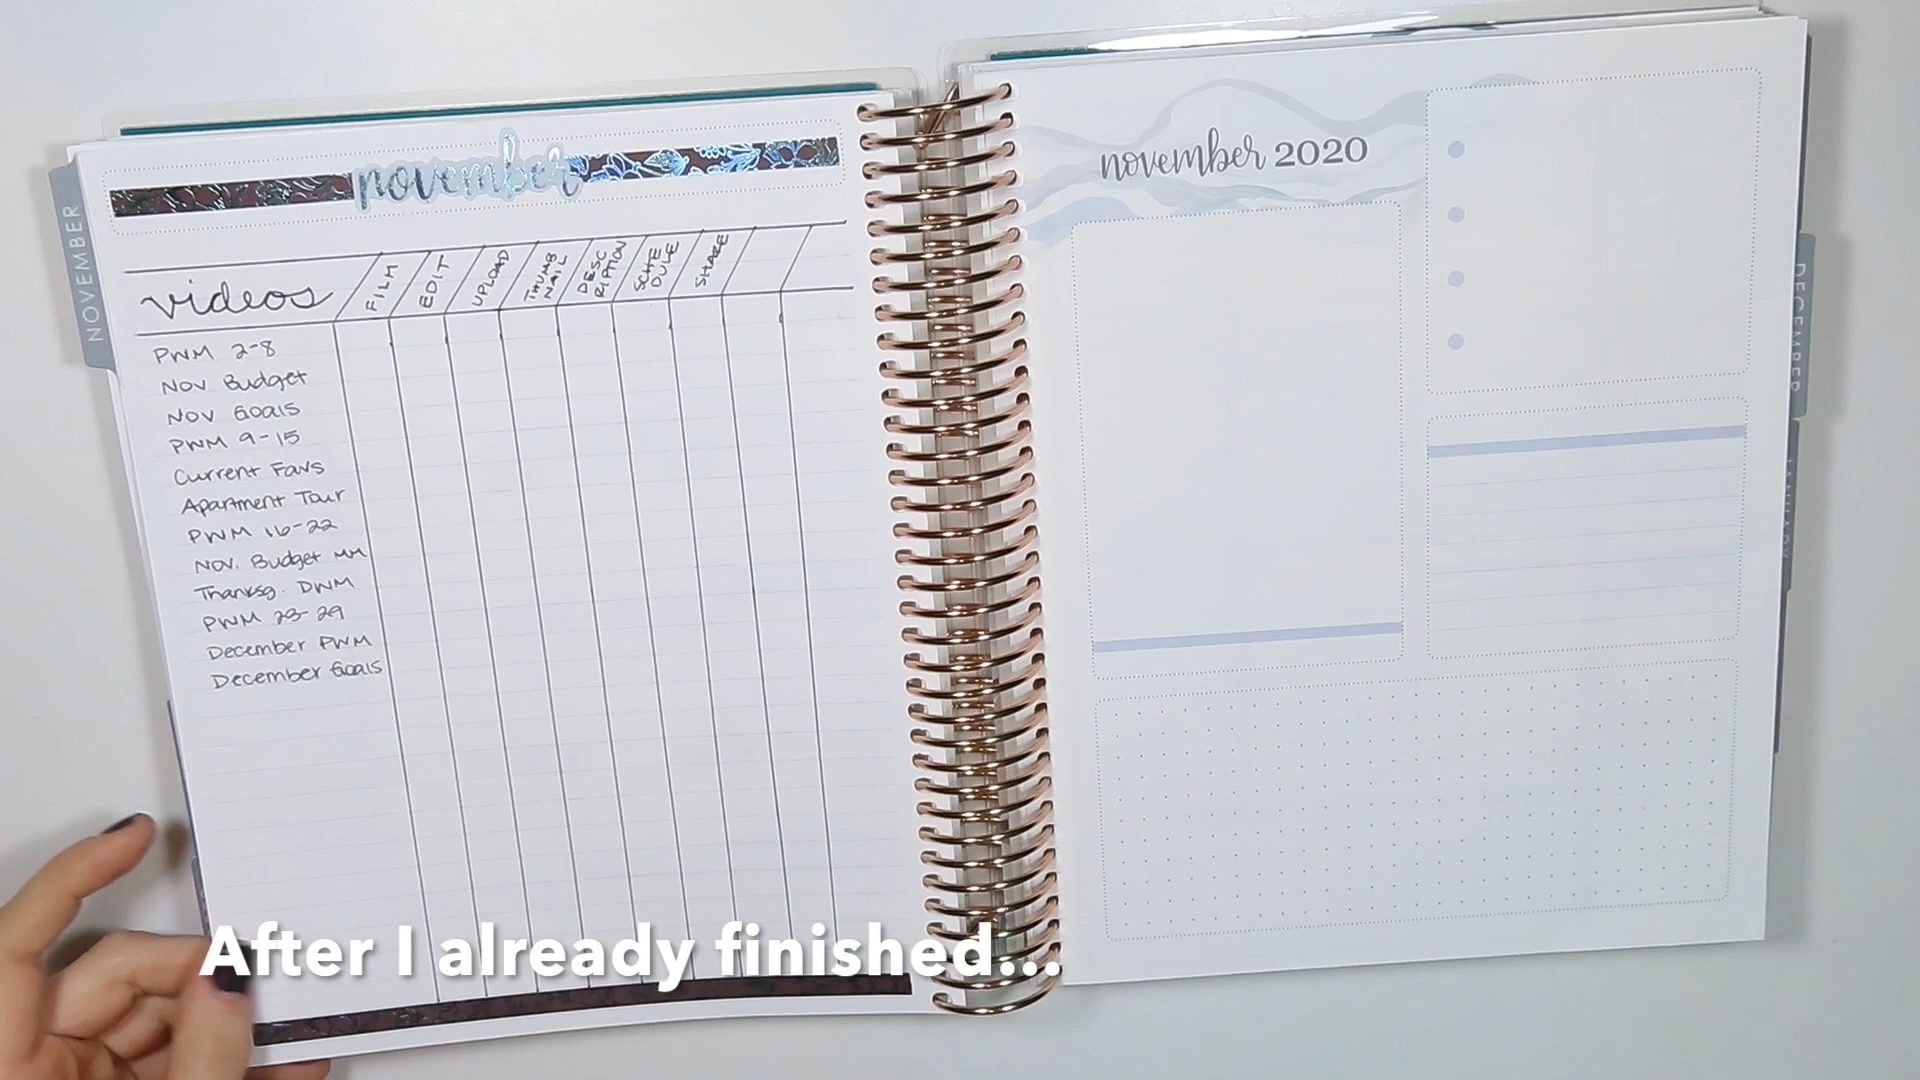 november
NOVEMBER
videos
FILM
EDIT
UPLOAD
THUMB
NAIL
DESC
RIPTION
SCHE
DULE
SHARE
PWM 2-8
Nov Budget
Nov Goals
PWM 9-15
Current Favs
Apartment Tour
PWM 16-22
Nov. Budget MM
Thanksg. DWM
PWM 23-29
December PWM
December Goals
november 2020
DECEMBER
JANUARY
After I already finished...